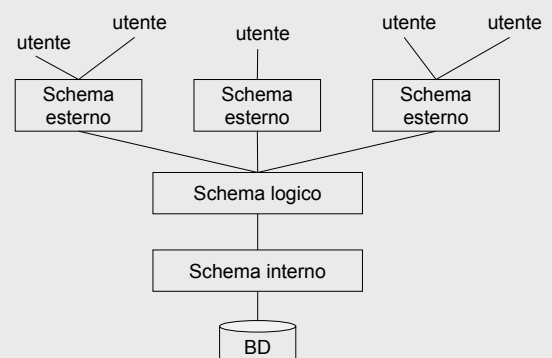 utente
utente
utente
utente
utente
Schema
esterno
Schema
esterno
Schema
esterno
Schema logico
Schema interno
BD